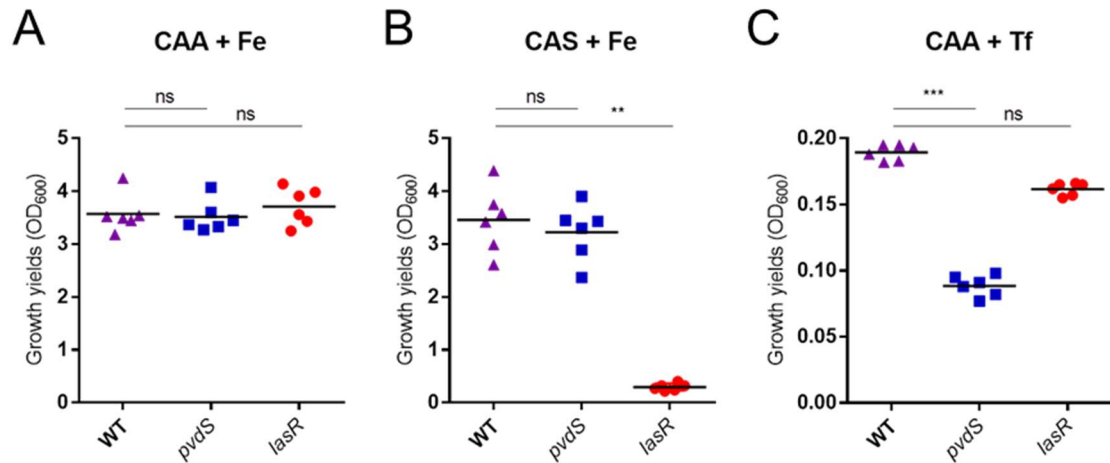 A
CAA + Fe
ns
ns
Growth yields (OD600)
5
4
3
2
1
0
WT
pvdS
lasR
B
CAS + Fe
ns
**
Growth yields (OD600)
5
4
3
2
1
0
WT
pvdS
lasR
C
CAA + Tf
***
ns
Growth yields (OD600)
0.20
0.15
0.10
0.05
0.00
WT
pvdS
lasR